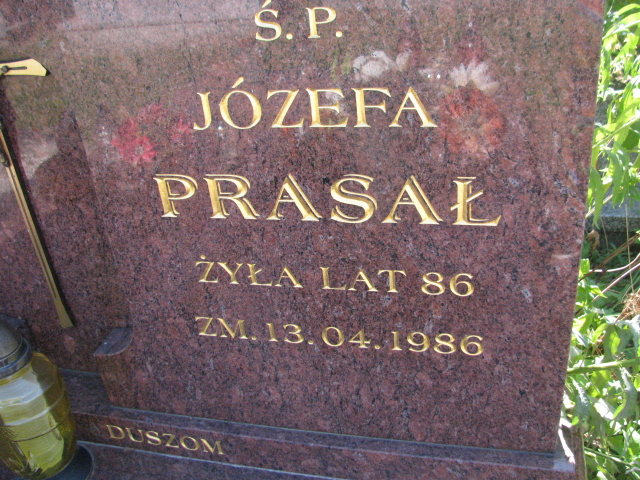 Ś.P.
JÓZEFA
PRASAŁ
ŻYŁA LAT 86
ZM. 13.04.1986
DUSZOM